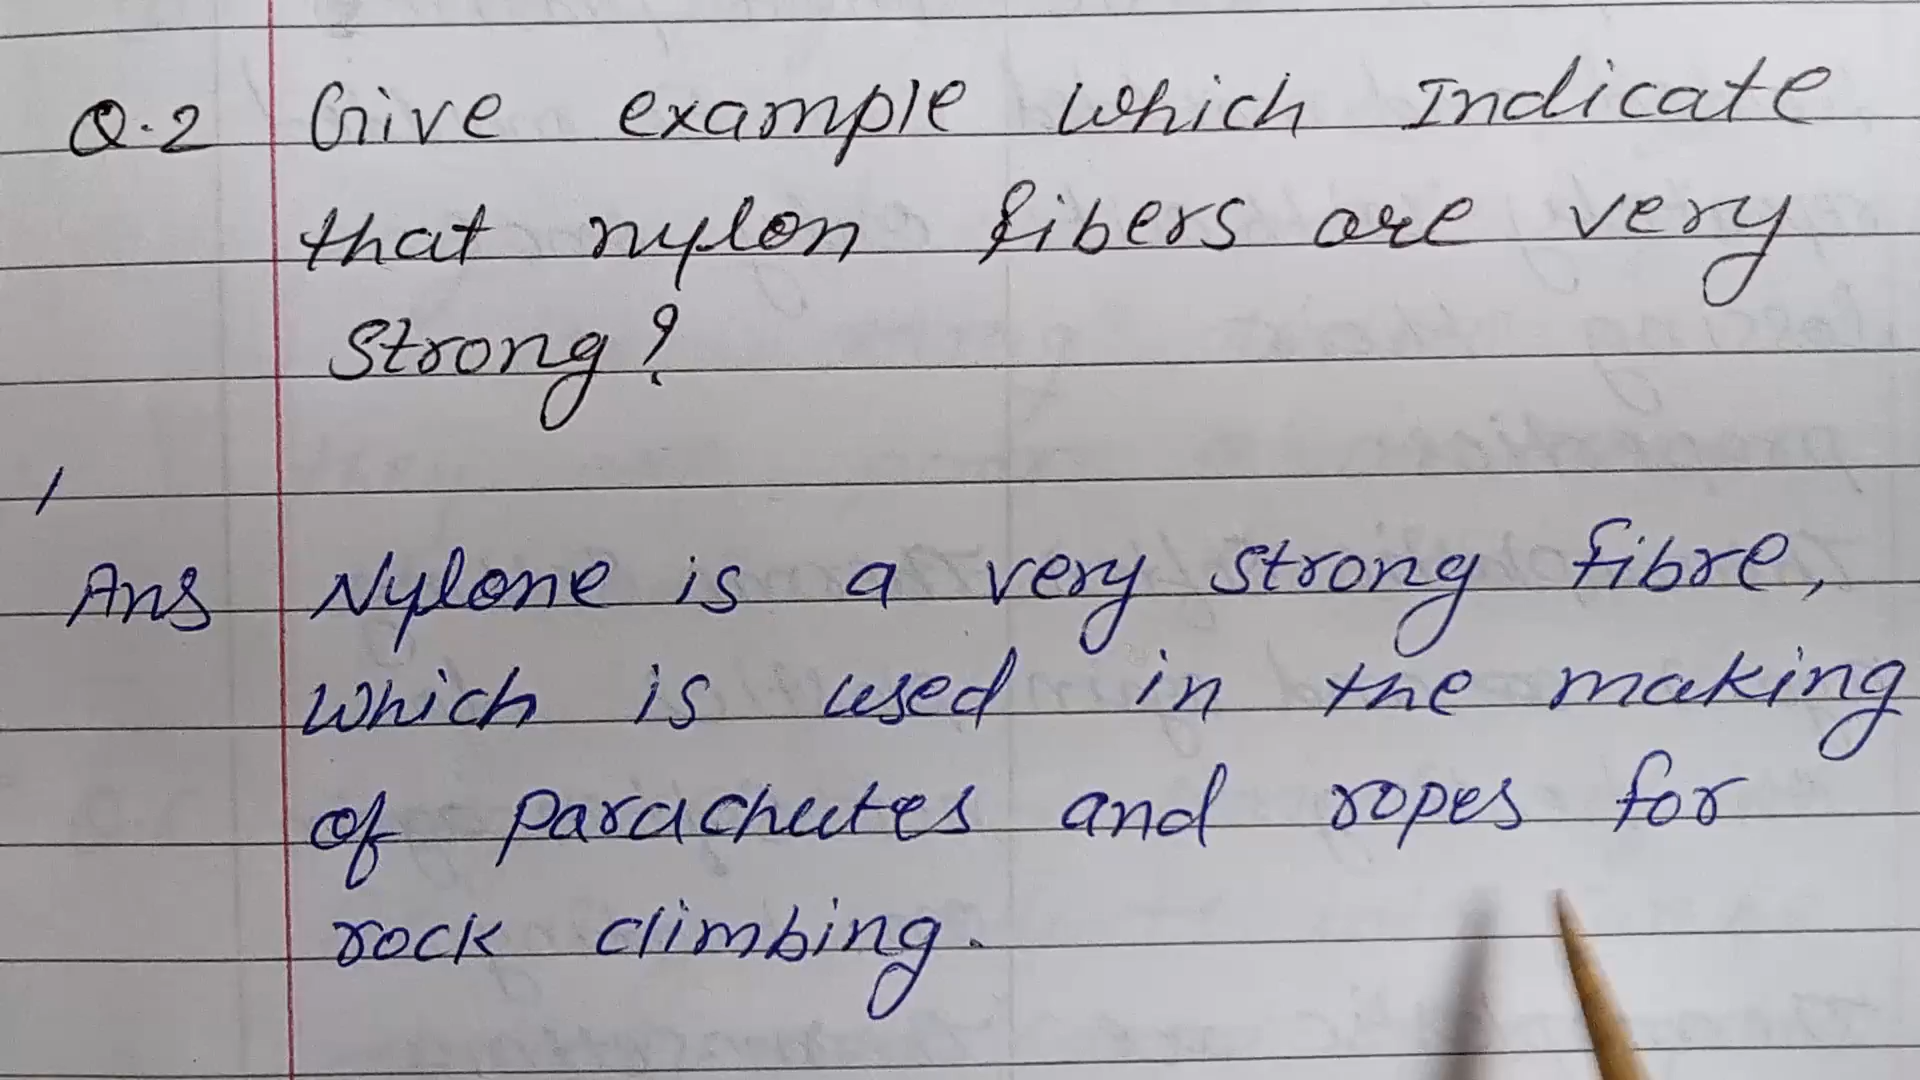 Q.2 Give example which Indicate
that nylon fibers are very
strong?
Ans Nylone is a very strong fibre,
which is used in the making
of parachutes and ropes for
rock climbing.